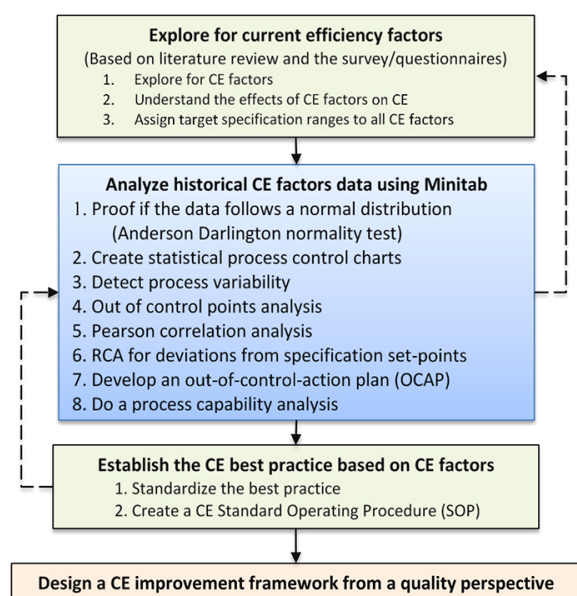 Explore for current efficiency factors
(Based on literature review and the survey/questionnaires)
1. Explore for CE factors
2. Understand the effects of CE factors on CE
3. Assign target specification ranges to all CE factors
Analyze historical CE factors data using Minitab
1. Proof if the data follows a normal distribution
(Anderson Darlington normality test)
2. Create statistical process control charts
3. Detect process variability
4. Out of control points analysis
5. Pearson correlation analysis
6. RCA for deviations from specification set-points
7. Develop an out-of-control-action plan (OCAP)
8. Do a process capability analysis
Establish the CE best practice based on CE factors
1. Standardize the best practice
2. Create a CE Standard Operating Procedure (SOP)
Design a CE improvement framework from a quality perspective